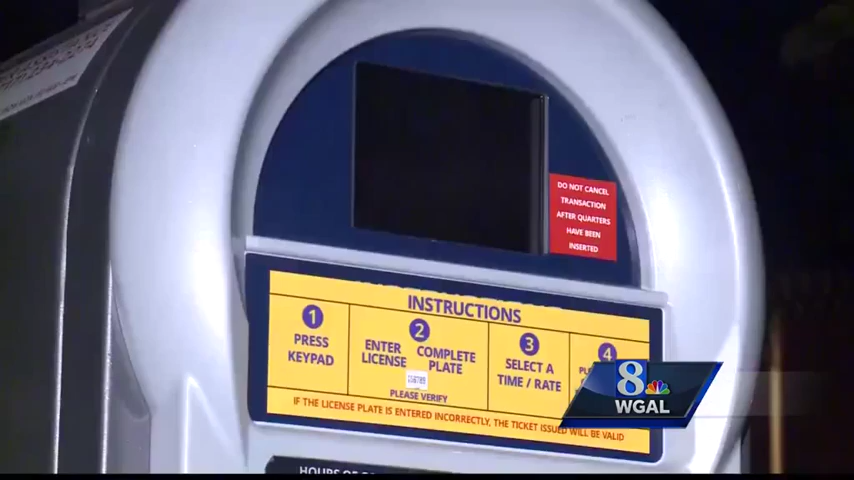 DO NOT CANCEL
TRANSACTION
AFTER QUARTERS
HAVE BEEN
INSERTED
INSTRUCTIONS
1
PRESS
KEYPAD
2
ENTER COMPLETE
LICENSE PLATE
PLEASE VERIFY
3
SELECT A
TIME / RATE
4
IF THE LICENSE PLATE IS ENTERED INCORRECTLY, THE TICKET ISSUED WILL BE VALID
HOURS OF
8
WGAL